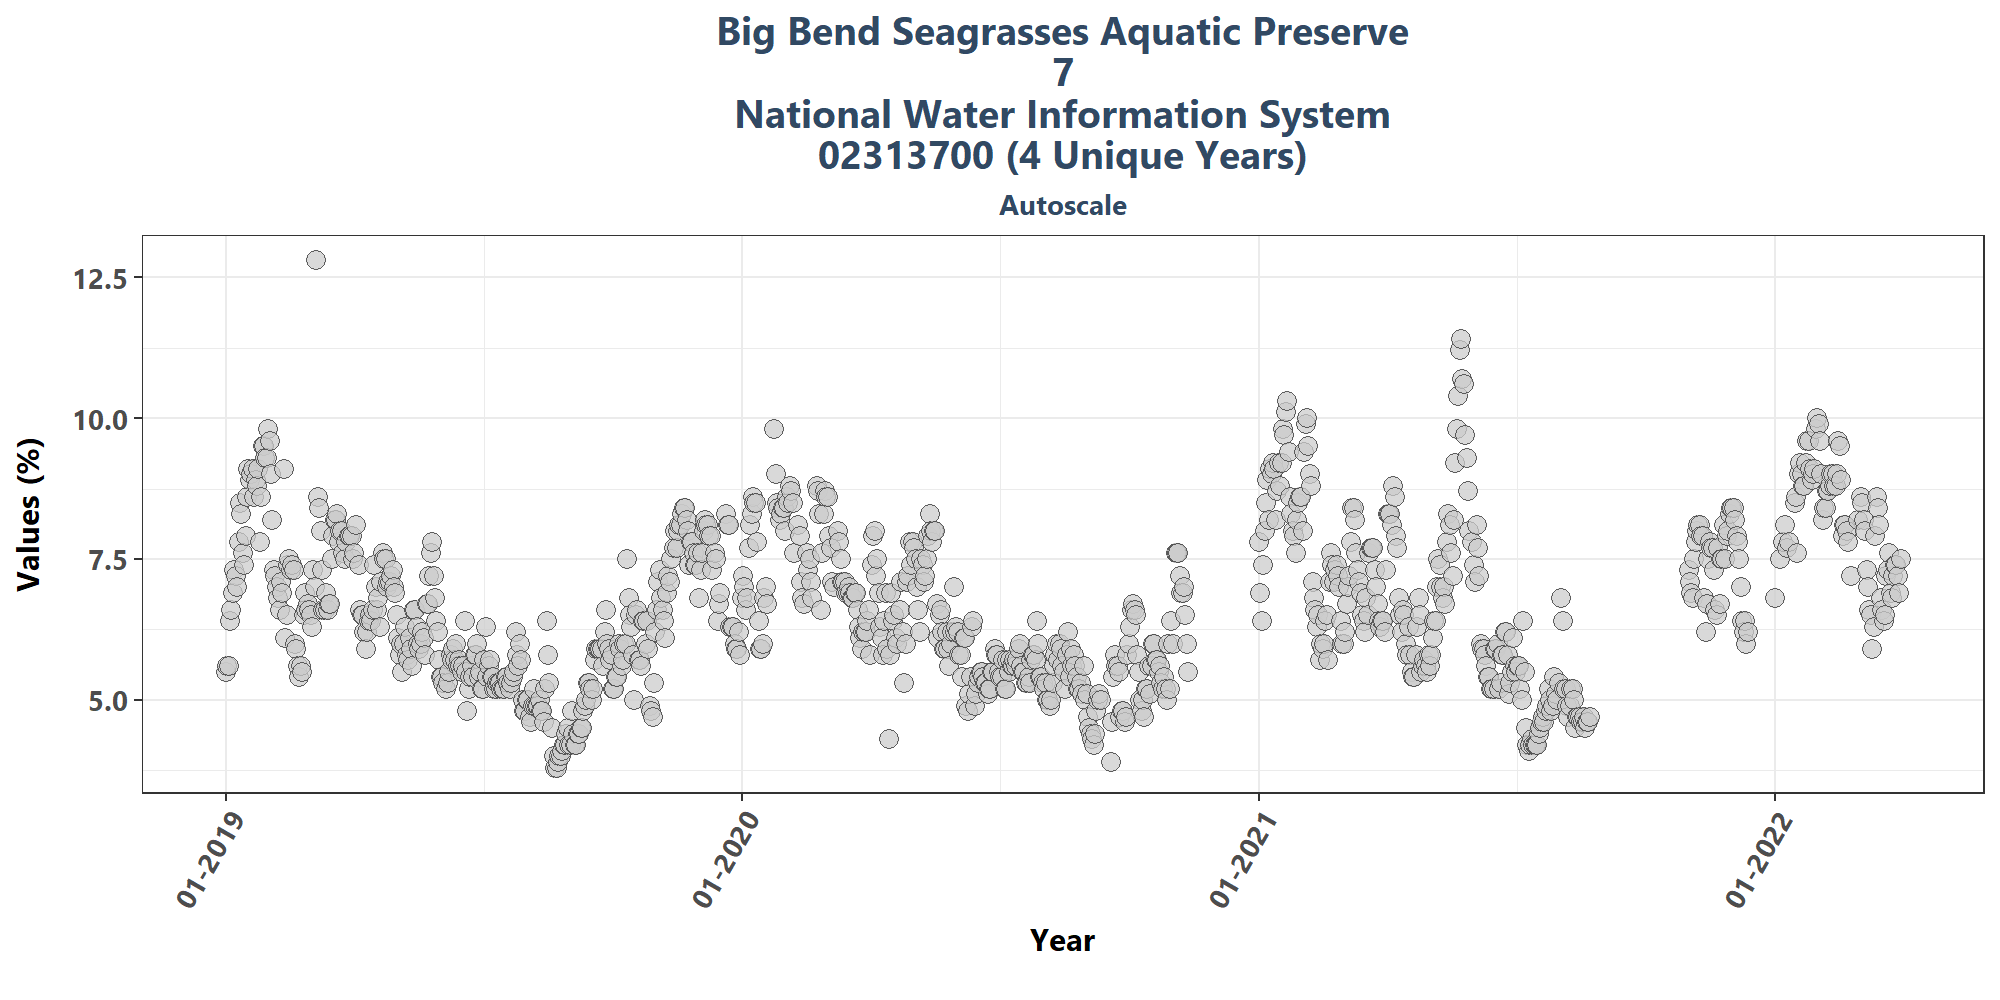 Big Bend Seagrasses Aquatic Preserve
7
National Water Information System
02313700 (4 Unique Years)
Autoscale
Values (%)
12.5
10.0
7.5
5.0
01-2019
01-2020
01-2021
01-2022
Year